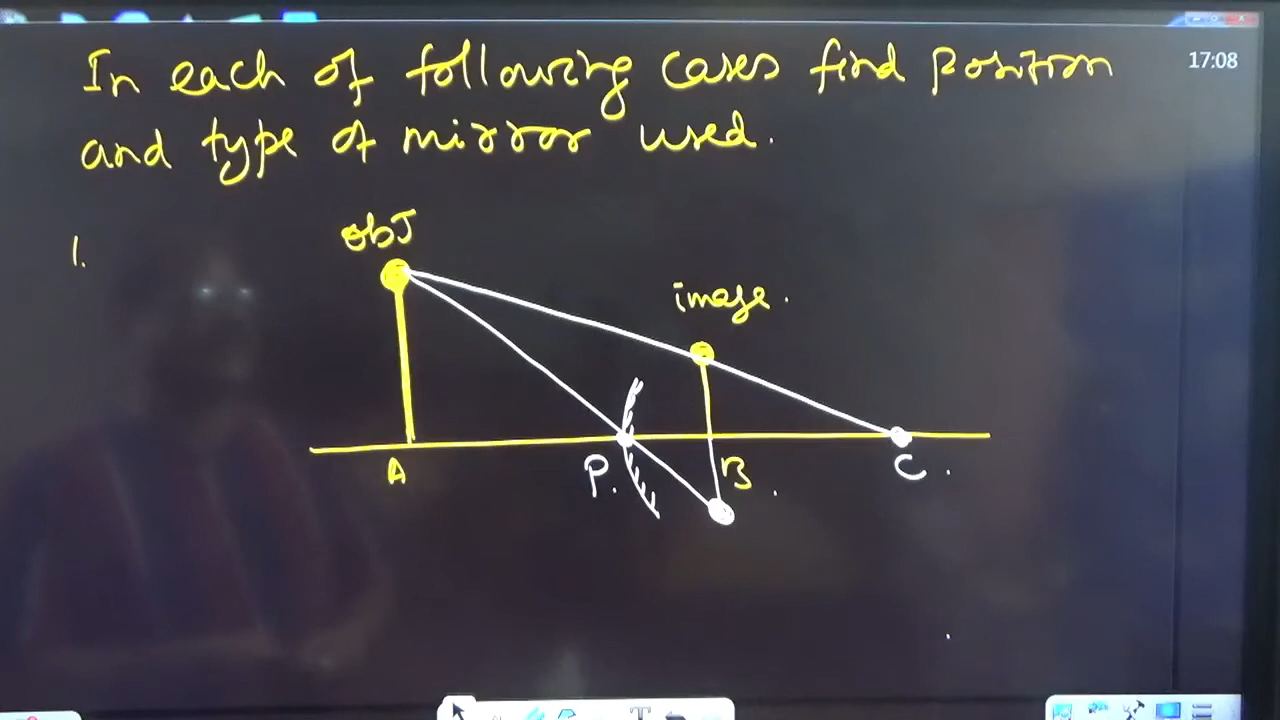 In each of following cases find position
and type of mirror used.
17:08
1.
obJ
image.
A
P.
B.
C.